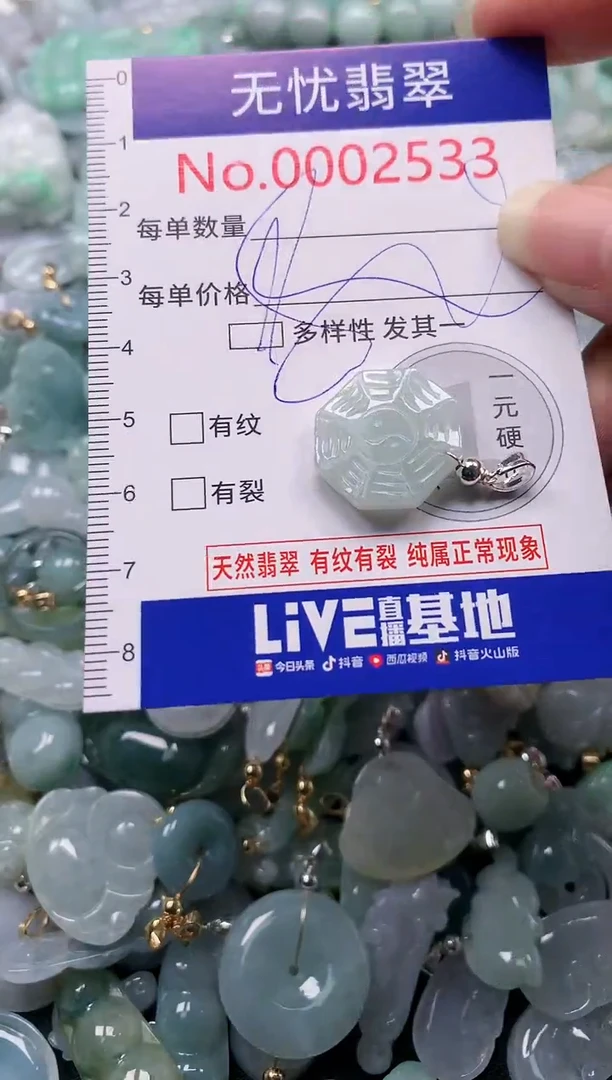 无忧翡翠
No.0002533
0
1
2
3
4
5
6
7
8
每单数量
每单价格
多样性 发其一
一元硬
有纹
有裂
天然翡翠 有纹有裂 纯属正常现象
LiVE直播基地
头条 今日头条 抖音 西瓜视频 抖音火山版